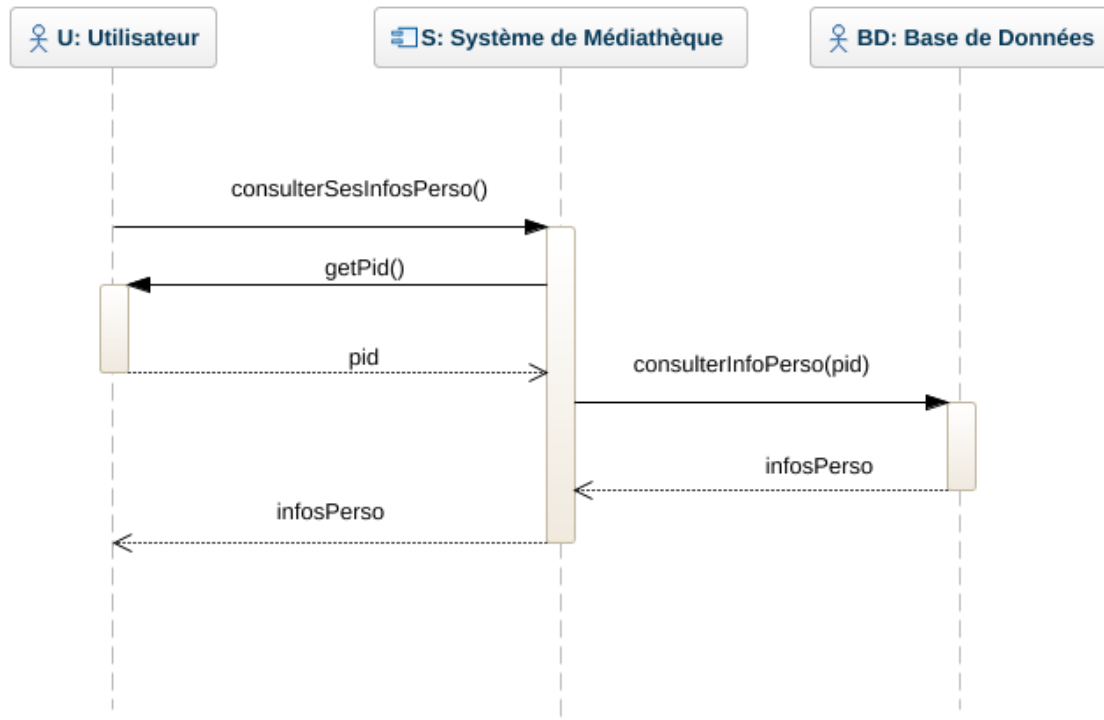 U: Utilisateur
S: Système de Médiathèque
BD: Base de Données
consulterSesInfosPerso()
getPid()
pid
consulterInfoPerso(pid)
infosPerso
infosPerso